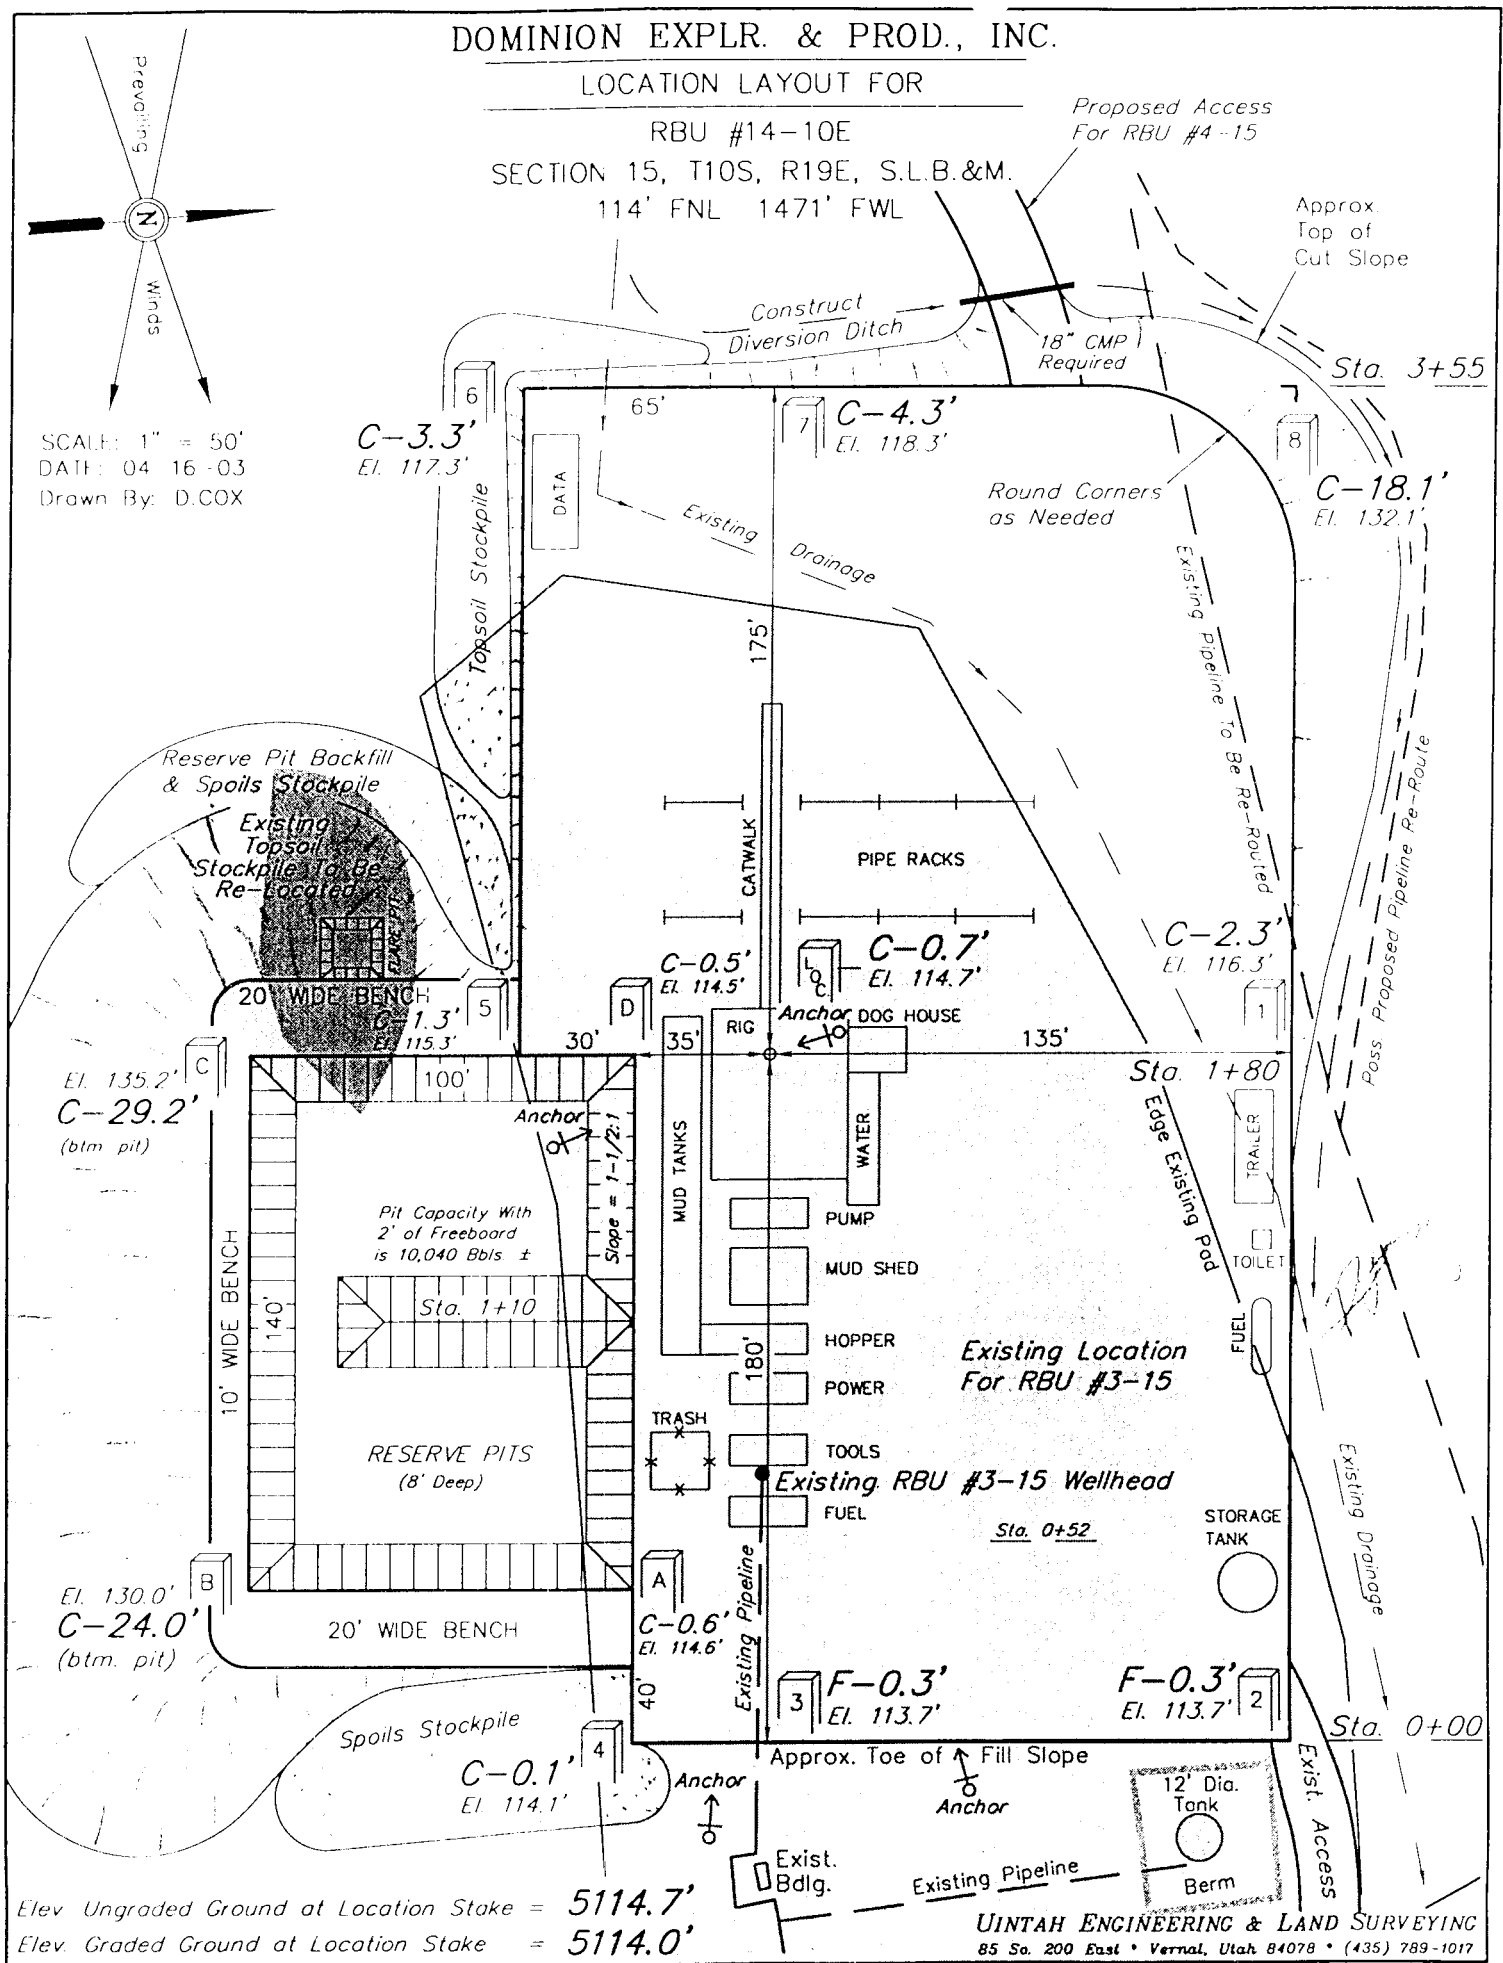 DOMINION EXPLR. & PROD., INC.
LOCATION LAYOUT FOR
RBU #14-10E
SECTION 15, T10S, R19E, S.L.B.&M.
114' FNL 1471' FWL
Prevailing
N
Winds
SCALE: 1" = 50'
DATE: 04-16-03
Drawn By: D.COX
Proposed Access
For RBU #4-15
Approx.
Top of
Cut Slope
Construct
Diversion Ditch
18" CMP
Required
Sta. 3+55
6
C-3.3'
El. 117.3'
65'
7
C-4.3'
El. 118.3'
8
C-18.1'
El. 132.1'
Round Corners
as Needed
DATA
Topsoil Stockpile
Existing Drainage
175'
Existing Pipeline To Be Re-Routed
Poss. Proposed Pipeline Re-Route
Reserve Pit Backfill
& Spoils Stockpile
Existing
Topsoil
Stockpile To Be
Re-Located
FLARE PIT
CATWALK
PIPE RACKS
C-0.5'
El. 114.5'
LOC
C-0.7'
El. 114.7'
C-2.3'
El. 116.3'
1
20' WIDE BENCH
C-1.3'
El. 115.3'
5
D
RIG
Anchor
DOG HOUSE
30'
35'
135'
Sta. 1+80
C
El. 135.2'
C-29.2'
(btm pit)
100'
Anchor
Slope = 1-1/2:1
MUD TANKS
WATER
Edge Existing Pad
TRAILER
Pit Capacity With
2' of Freeboard
is 10,040 Bbls. ±
PUMP
MUD SHED
TOILET
10' WIDE BENCH
140'
Sta. 1+10
HOPPER
180'
POWER
FUEL
Existing Location
For RBU #3-15
TRASH
TOOLS
RESERVE PITS
(8' Deep)
Existing RBU #3-15 Wellhead
FUEL
Sta. 0+52
STORAGE
TANK
Existing Drainage
B
El. 130.0'
C-24.0'
(btm. pit)
A
C-0.6'
El. 114.6'
Existing Pipeline
20' WIDE BENCH
40'
3
F-0.3'
El. 113.7'
F-0.3'
El. 113.7'
2
Sta. 0+00
Spoils Stockpile
4
C-0.1'
El. 114.1'
Approx. Toe of Fill Slope
Anchor
Anchor
12' Dia.
Tank
Berm
Exist. Access
Exist.
Bdlg.
Existing Pipeline
Elev. Ungraded Ground at Location Stake = 5114.7'
Elev. Graded Ground at Location Stake = 5114.0'
UINTAH ENGINEERING & LAND SURVEYING
85 So. 200 East • Vernal, Utah 84078 • (435) 789-1017